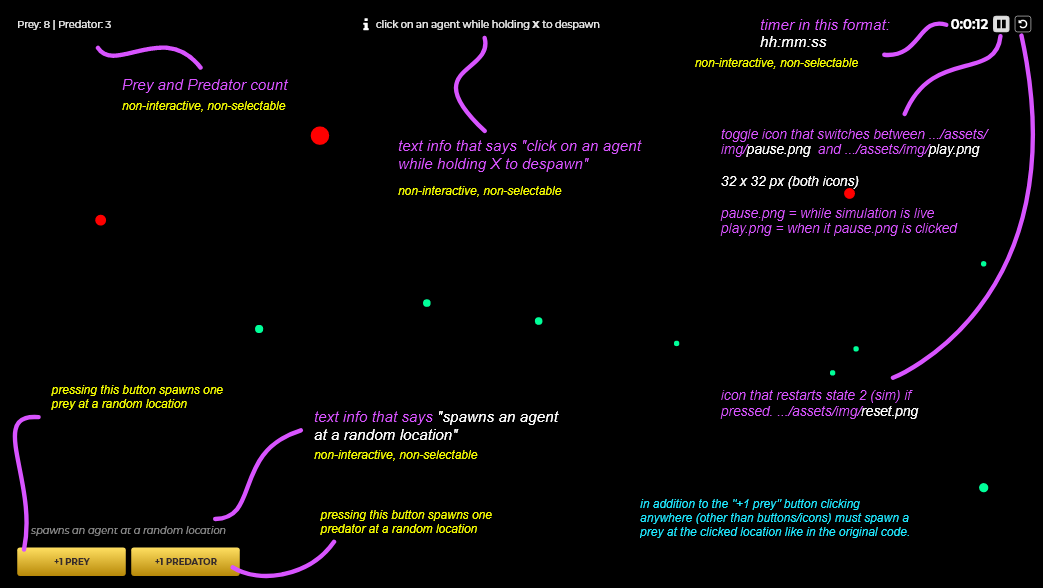 Prey: 8 | Predator: 3
click on an agent while holding X to despawn
timer in this format:
hh:mm:ss
0:0:12
non-interactive, non-selectable
Prey and Predator count
non-interactive, non-selectable
text info that says "click on an agent
while holding X to despawn"
non-interactive, non-selectable
toggle icon that switches between .../assets/
img/pause.png and .../assets/img/play.png
32 x 32 px (both icons)
pause.png = while simulation is live
play.png = when it pause.png is clicked
pressing this button spawns one
prey at a random location
text info that says "spawns an agent
at a random location"
non-interactive, non-selectable
icon that restarts state 2 (sim) if
pressed. .../assets/img/reset.png
pressing this button spawns one
predator at a random location
in addition to the "+1 prey" button clicking
anywhere (other than buttons/icons) must spawn a
prey at the clicked location like in the original code.
spawns an agent at a random location
+1 PREY
+1 PREDATOR